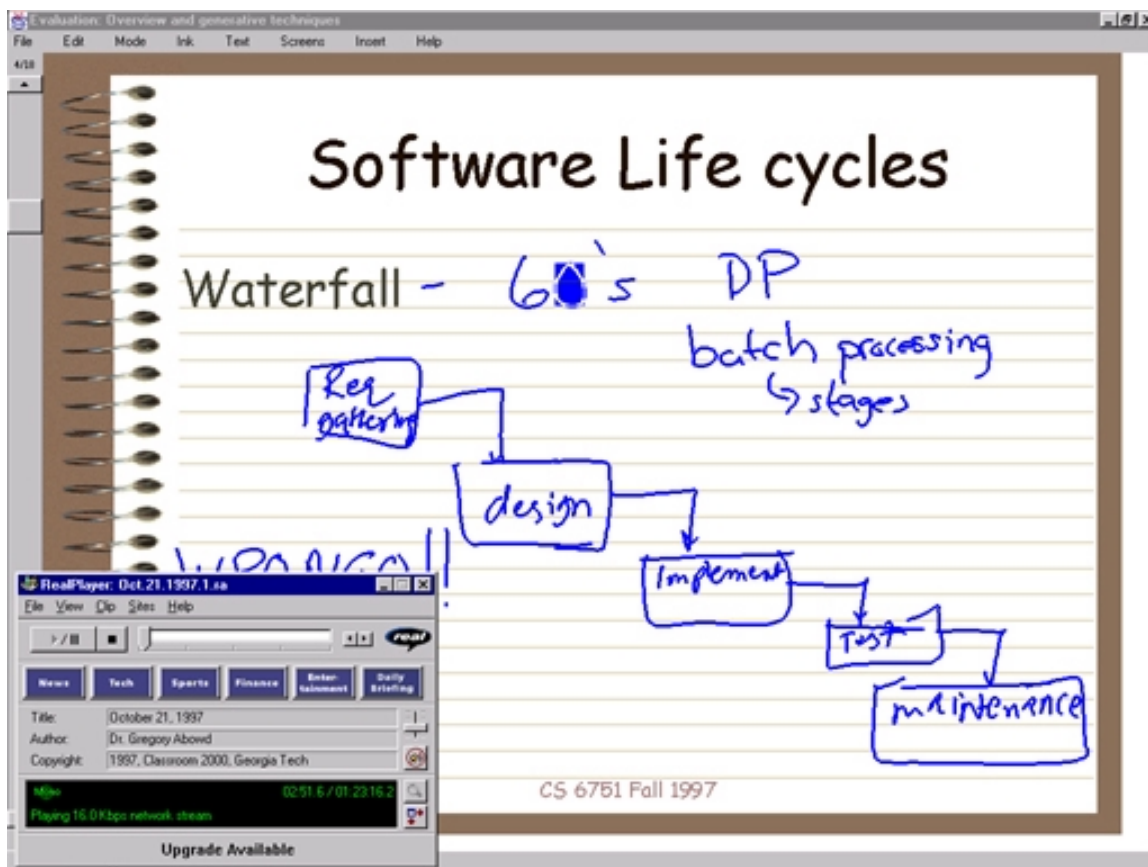 Evaluation: Overview and generative techniques
File Edit Mode Ink Text Screens Insert Help
4/18
Software Life cycles
Waterfall - 60's DP
batch processing
↳ stages
Req
gathering
design
WRONG!!
Implement
Test
maintenance
RealPlayer: Oct.21.1997.1.ra
File View Clip Sites Help
real
News Tech Sports Finance Enter-tainment Daily Briefing
Title: October 21, 1997
Author: Dr. Gregory Abowd
Copyright: 1997, Classroom 2000, Georgia Tech
Mono 02:51.6 / 01:23:16.2
Playing 16.0 Kbps network stream
Upgrade Available
CS 6751 Fall 1997